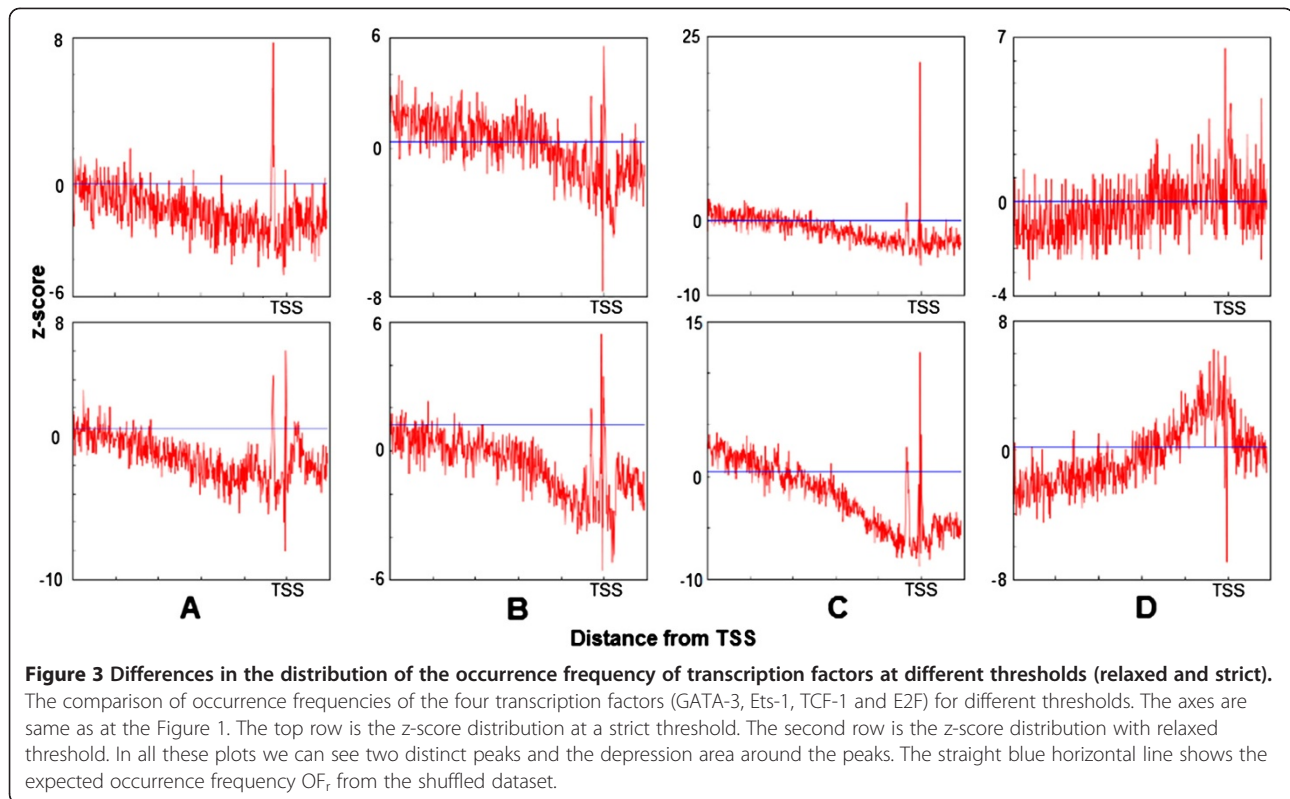 8
0
-6
TSS
6
0
-8
TSS
25
0
-10
TSS
7
0
-4
TSS
z-score
8
0
-10
TSS
6
0
-6
TSS
15
0
-10
TSS
8
0
-8
TSS
A
B
C
D
Distance from TSS
Figure 3 Differences in the distribution of the occurrence frequency of transcription factors at different thresholds (relaxed and strict).
The comparison of occurrence frequencies of the four transcription factors (GATA-3, Ets-1, TCF-1 and E2F) for different thresholds. The axes are
same as at the Figure 1. The top row is the z-score distribution at a strict threshold. The second row is the z-score distribution with relaxed
threshold. In all these plots we can see two distinct peaks and the depression area around the peaks. The straight blue horizontal line shows the
expected occurrence frequency OFr from the shuffled dataset.